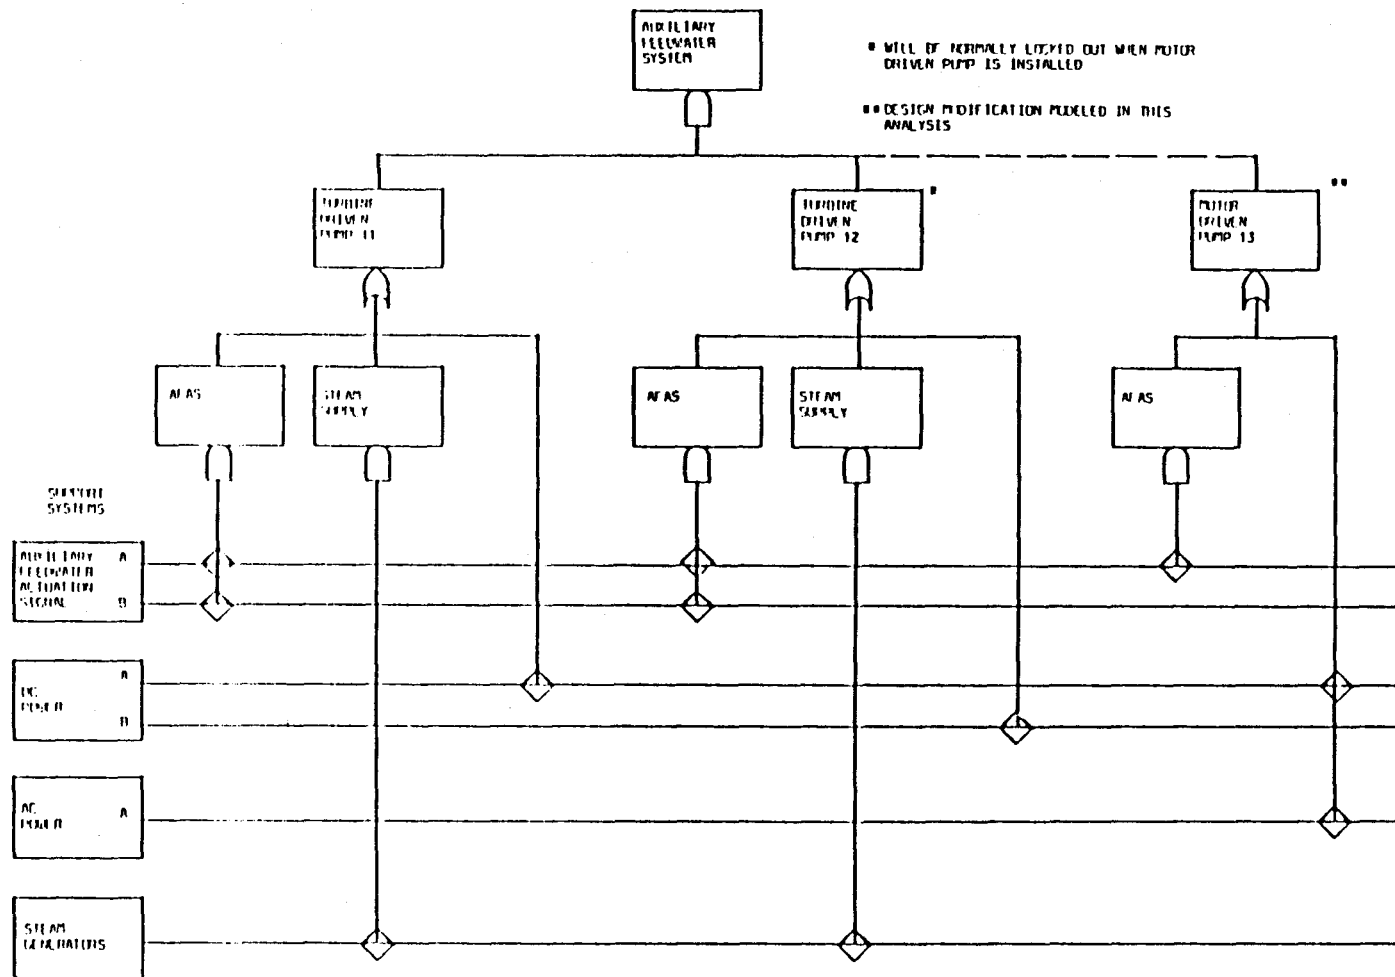 AUXILIARY
FEEDWATER
SYSTEM
* WILL BE NORMALLY LOCKED OUT WHEN MOTOR
DRIVEN PUMP IS INSTALLED
** DESIGN MODIFICATION MODELED IN THIS
ANALYSIS
TURBINE
DRIVEN
PUMP 11
TURBINE
DRIVEN
PUMP 12
*
MOTOR
DRIVEN
PUMP 13
**
AFAS
STEAM
SUPPLY
AFAS
STEAM
SUPPLY
AFAS
SUPPORT
SYSTEMS
AUXILIARY A
FEEDWATER
ACTUATION
SIGNAL B
A
DC
POWER
B
AC
POWER A
STEAM
GENERATORS